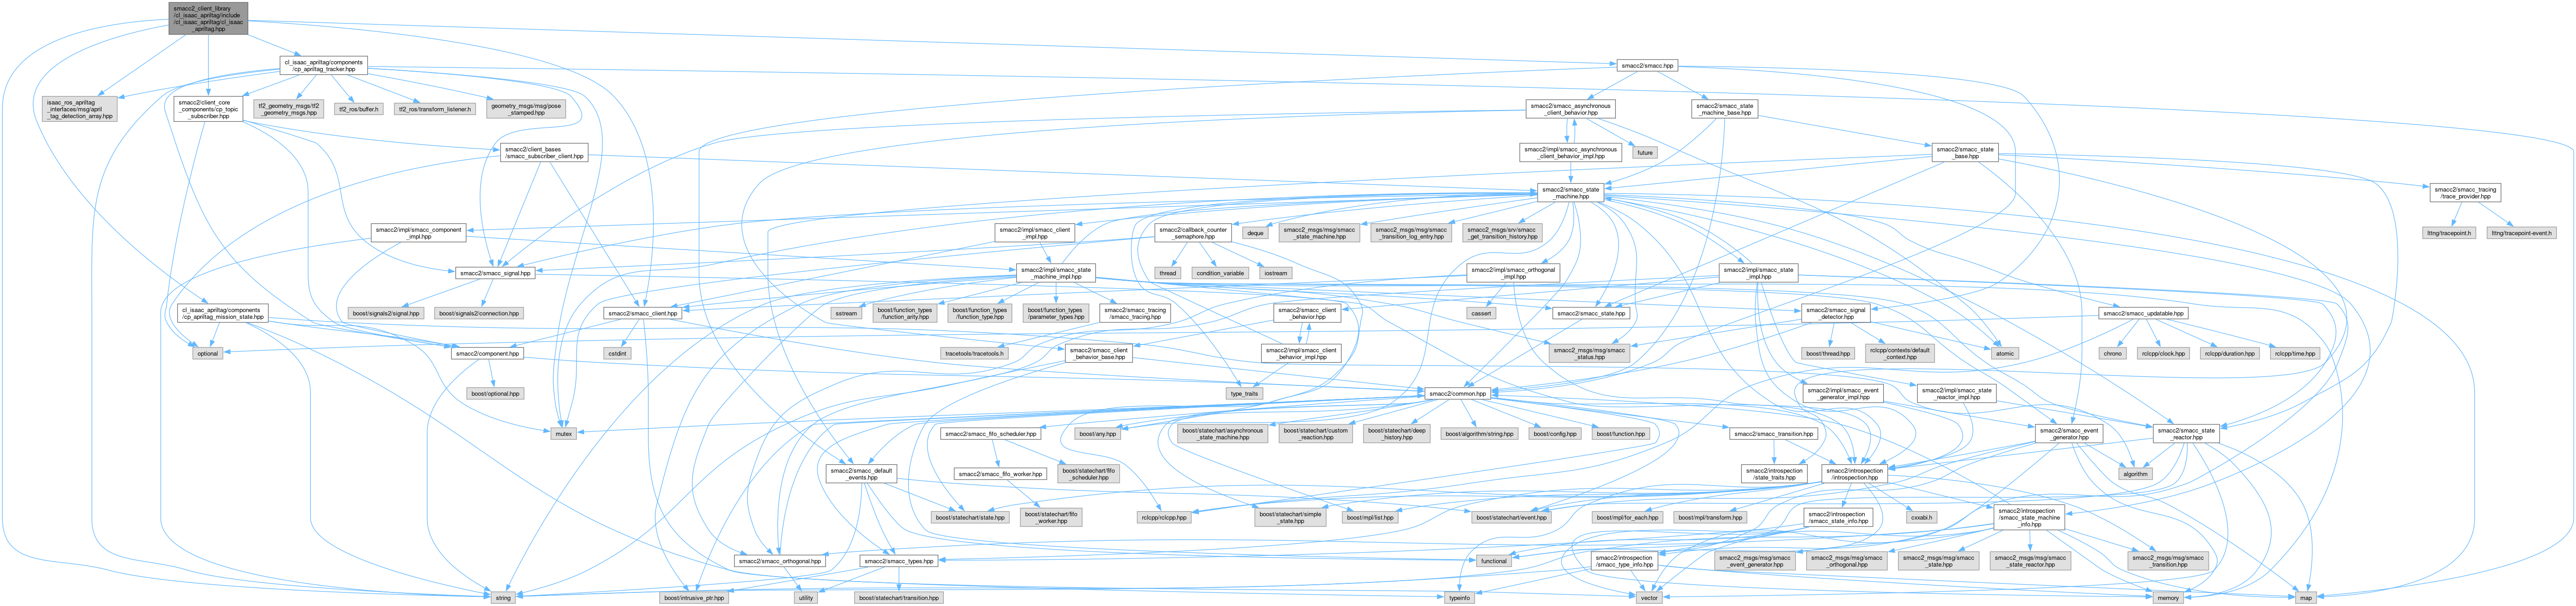 smacc2_client_library
/cl_isaac_apriltag/include
/cl_isaac_apriltag/cl_isaac
_apriltag.hpp
cl_isaac_apriltag/components
/cp_apriltag_tracker.hpp
smacc2/smacc.hpp
isaac_ros_apriltag
_interfaces/msg/april
_tag_detection_array.hpp
smacc2/client_core
_components/cp_topic
_subscriber.hpp
tf2_geometry_msgs/tf2
_geometry_msgs.hpp
tf2_ros/buffer.h
tf2_ros/transform_listener.h
geometry_msgs/msg/pose
_stamped.hpp
smacc2/smacc_asynchronous
_client_behavior.hpp
smacc2/smacc_state
_machine_base.hpp
smacc2/client_bases
/smacc_subscriber_client.hpp
smacc2/impl/smacc_asynchronous
_client_behavior_impl.hpp
future
smacc2/smacc_state
_base.hpp
smacc2/smacc_state
_machine.hpp
smacc2/smacc_tracing
/trace_provider.hpp
smacc2/impl/smacc_component
_impl.hpp
smacc2/impl/smacc_client
_impl.hpp
smacc2/callback_counter
_semaphore.hpp
deque
smacc2_msgs/msg/smacc
_state_machine.hpp
smacc2_msgs/msg/smacc
_transition_log_entry.hpp
smacc2_msgs/srv/smacc
_get_transition_history.hpp
lttng/tracepoint.h
lttng/tracepoint-event.h
smacc2/smacc_signal.hpp
smacc2/impl/smacc_state
_machine_impl.hpp
thread
condition_variable
iostream
smacc2/impl/smacc_orthogonal
_impl.hpp
smacc2/impl/smacc_state
_impl.hpp
cl_isaac_apriltag/components
/cp_apriltag_mission_state.hpp
boost/signals2/signal.hpp
boost/signals2/connection.hpp
smacc2/smacc_client.hpp
sstream
boost/function_types
/function_arity.hpp
boost/function_types
/function_type.hpp
boost/function_types
/parameter_types.hpp
smacc2/smacc_tracing
/smacc_tracing.hpp
cassert
smacc2/smacc_client
_behavior.hpp
smacc2/smacc_state.hpp
smacc2/smacc_signal
_detector.hpp
smacc2/smacc_updatable.hpp
optional
smacc2/component.hpp
cstdint
tracetools/tracetools.h
smacc2/smacc_client
_behavior_base.hpp
smacc2/impl/smacc_client
_behavior_impl.hpp
smacc2_msgs/msg/smacc
_status.hpp
boost/thread.hpp
rclcpp/contexts/default
_context.hpp
atomic
chrono
rclcpp/clock.hpp
rclcpp/duration.hpp
rclcpp/time.hpp
boost/optional.hpp
type_traits
smacc2/common.hpp
smacc2/impl/smacc_event
_generator_impl.hpp
smacc2/impl/smacc_state
_reactor_impl.hpp
mutex
smacc2/smacc_fifo_scheduler.hpp
boost/any.hpp
boost/statechart/asynchronous
_state_machine.hpp
boost/statechart/custom
_reaction.hpp
boost/statechart/deep
_history.hpp
boost/algorithm/string.hpp
boost/config.hpp
boost/function.hpp
smacc2/smacc_transition.hpp
smacc2/smacc_event
_generator.hpp
smacc2/smacc_state
_reactor.hpp
smacc2/smacc_default
_events.hpp
smacc2/smacc_fifo_worker.hpp
boost/statechart/fifo
_scheduler.hpp
smacc2/introspection
/state_traits.hpp
smacc2/introspection
/introspection.hpp
algorithm
boost/statechart/state.hpp
boost/statechart/fifo
_worker.hpp
rclcpp/rclcpp.hpp
boost/statechart/simple
_state.hpp
boost/mpl/list.hpp
boost/statechart/event.hpp
boost/mpl/for_each.hpp
boost/mpl/transform.hpp
cxxabi.h
smacc2/introspection
/smacc_state_info.hpp
smacc2/introspection
/smacc_state_machine
_info.hpp
smacc2/smacc_orthogonal.hpp
smacc2/smacc_types.hpp
functional
smacc2/introspection
/smacc_type_info.hpp
smacc2_msgs/msg/smacc
_event_generator.hpp
smacc2_msgs/msg/smacc
_orthogonal.hpp
smacc2_msgs/msg/smacc
_state.hpp
smacc2_msgs/msg/smacc
_state_reactor.hpp
smacc2_msgs/msg/smacc
_transition.hpp
string
boost/intrusive_ptr.hpp
utility
boost/statechart/transition.hpp
typeinfo
vector
memory
map